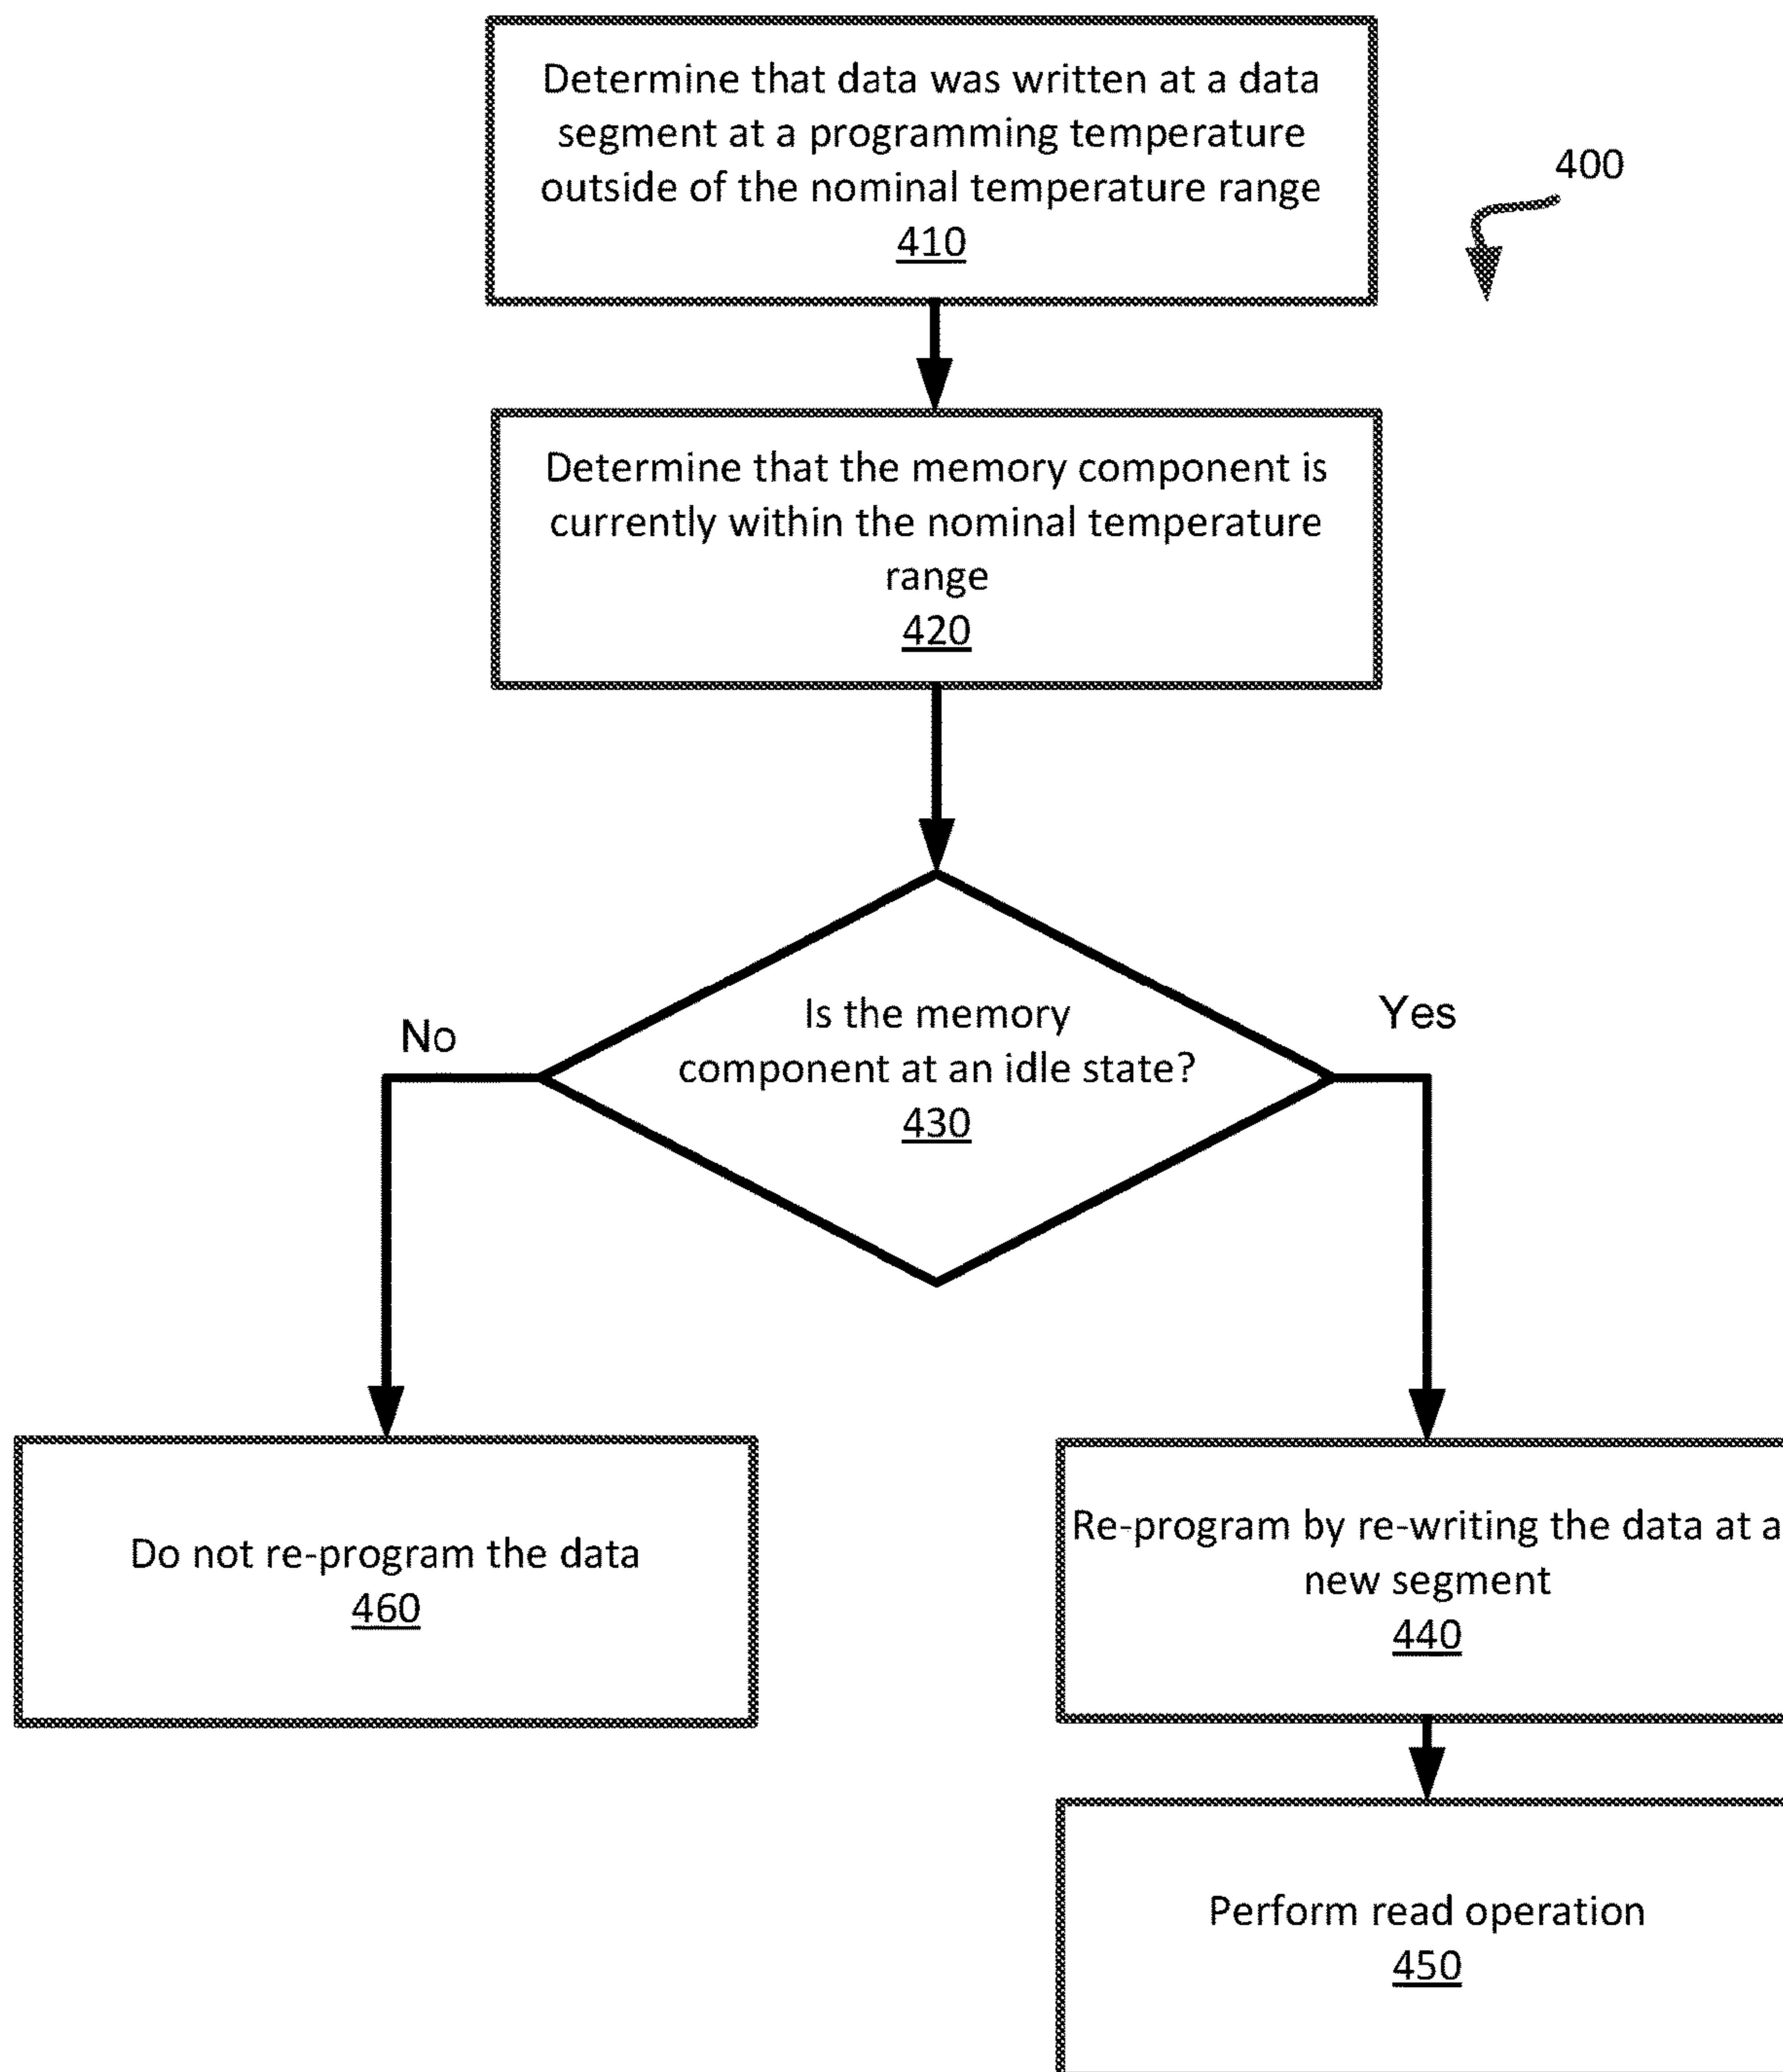 Determine that data was written at a data
segment at a programming temperature
outside of the nominal temperature range
410
400
Determine that the memory component is
currently within the nominal temperature
range
420
Is the memory
component at an idle state?
430
No
Yes
Do not re-program the data
460
Re-program by re-writing the data at a
new segment
440
Perform read operation
450